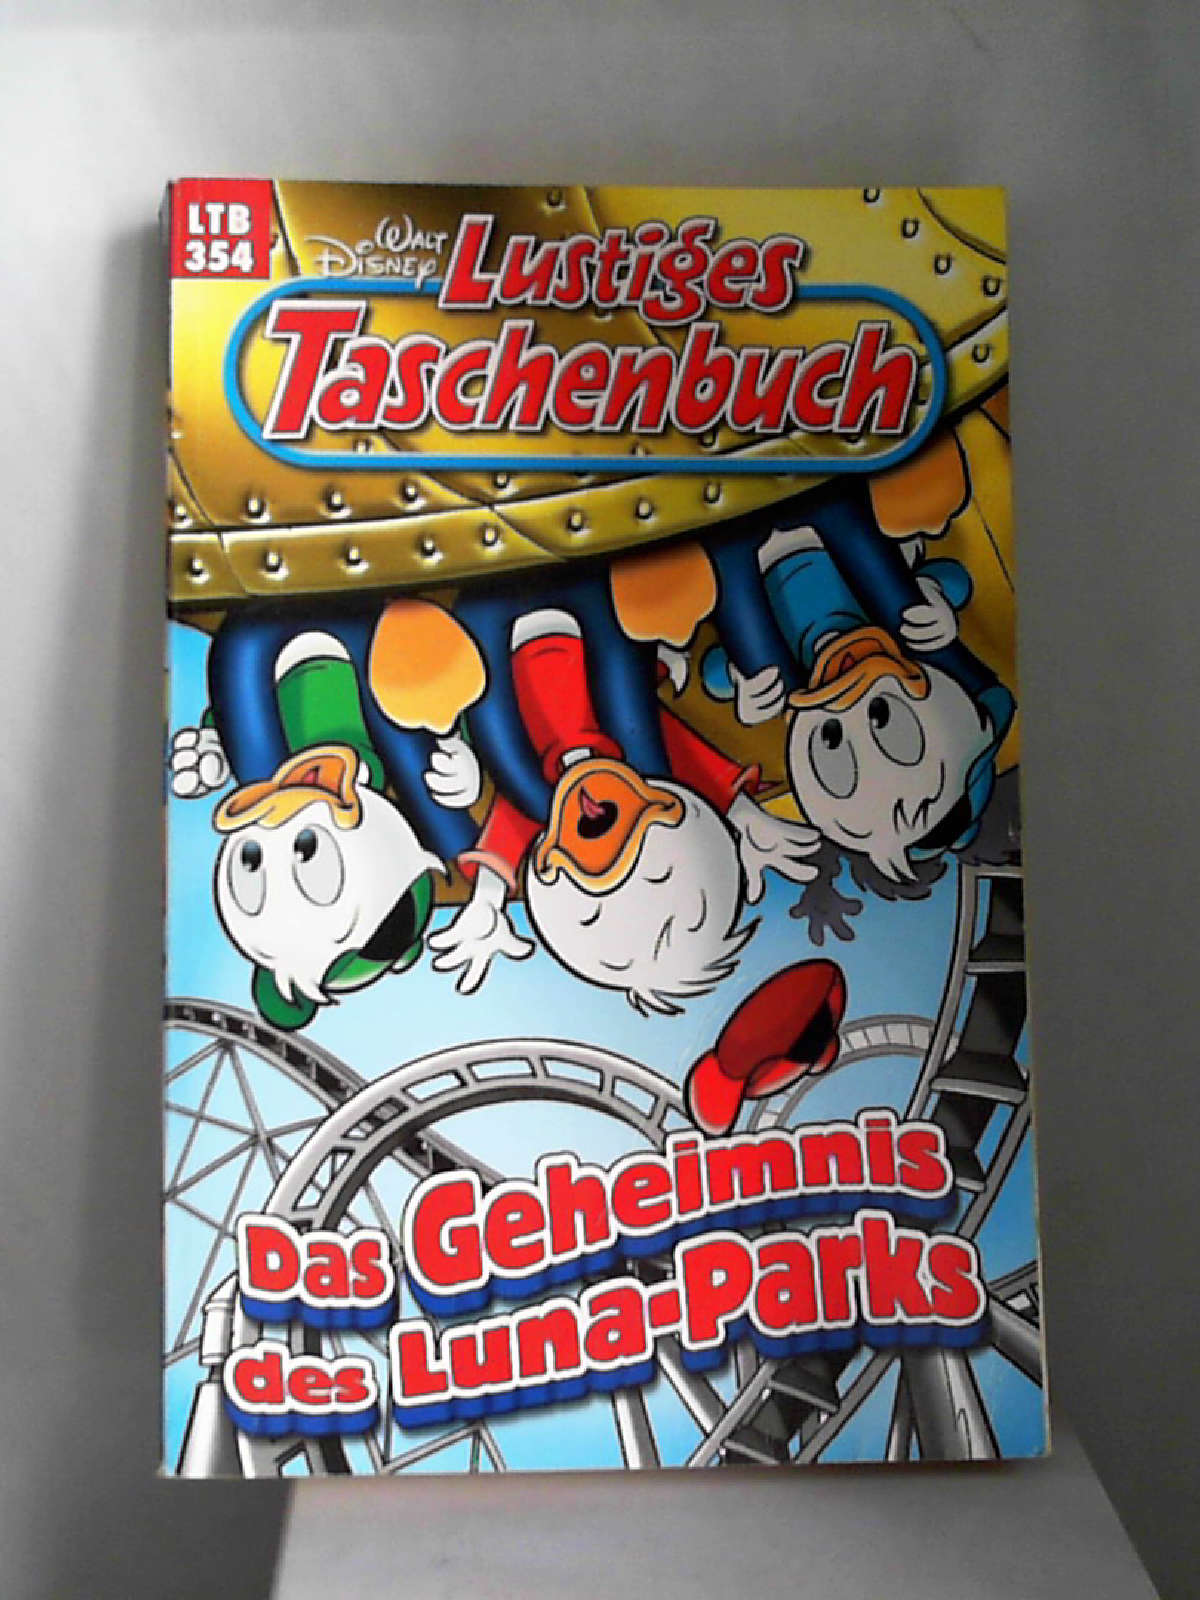 LTB
354
Walt
Disney
Lustiges
Taschenbuch
Das Geheimnis
des Luna-Parks